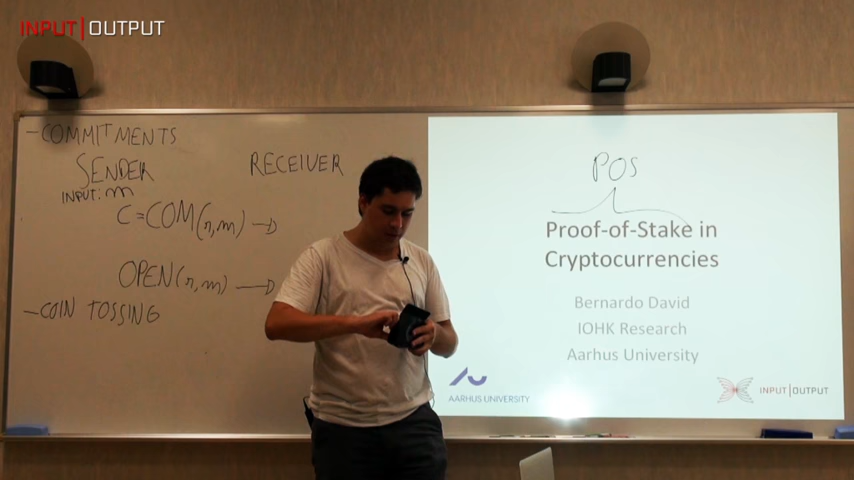 INPUT|OUTPUT
- COMMITMENTS
SENDER RECEIVER
INPUT: m
C=COM(r,m)
OPEN(r,m)
- COIN TOSSING
POS
Proof-of-Stake in
Cryptocurrencies
Bernardo David
IOHK Research
Aarhus University
AARHUS UNIVERSITY
INPUT|OUTPUT